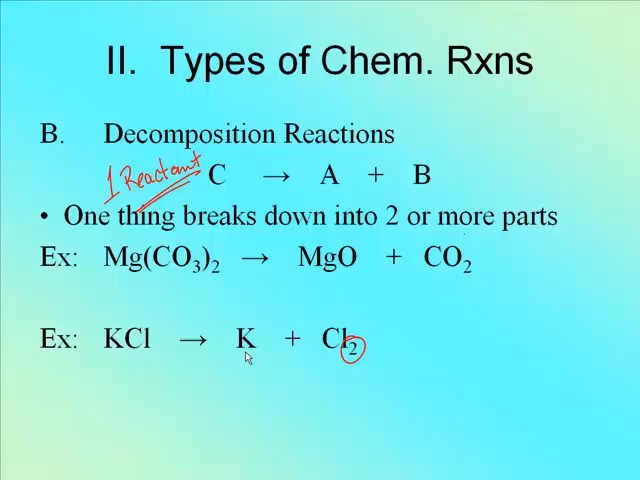 II. Types of Chem. Rxns
B. Decomposition Reactions
1 Reactant C → A + B
• One thing breaks down into 2 or more parts
Ex: Mg(CO₃)₂ → MgO + CO₂
Ex: KCl → K + Cl₂